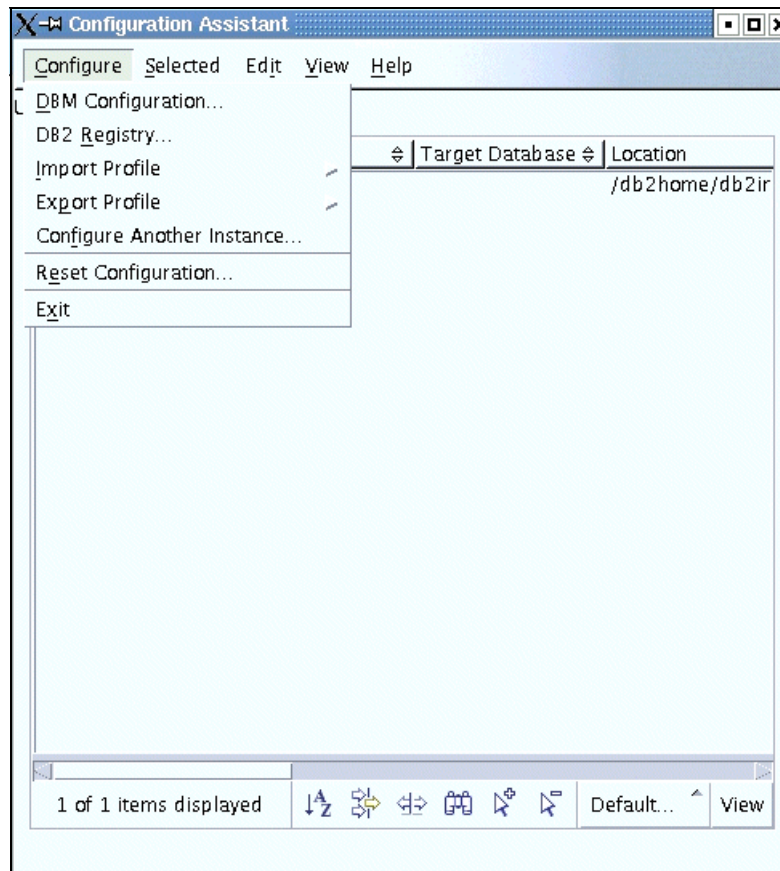 Configuration Assistant
Configure Selected Edit View Help
DBM Configuration...
DB2 Registry...
Import Profile
Export Profile
Configure Another Instance...
Reset Configuration...
Exit
Target Database Location
/db2home/db2ir
1 of 1 items displayed Default... View